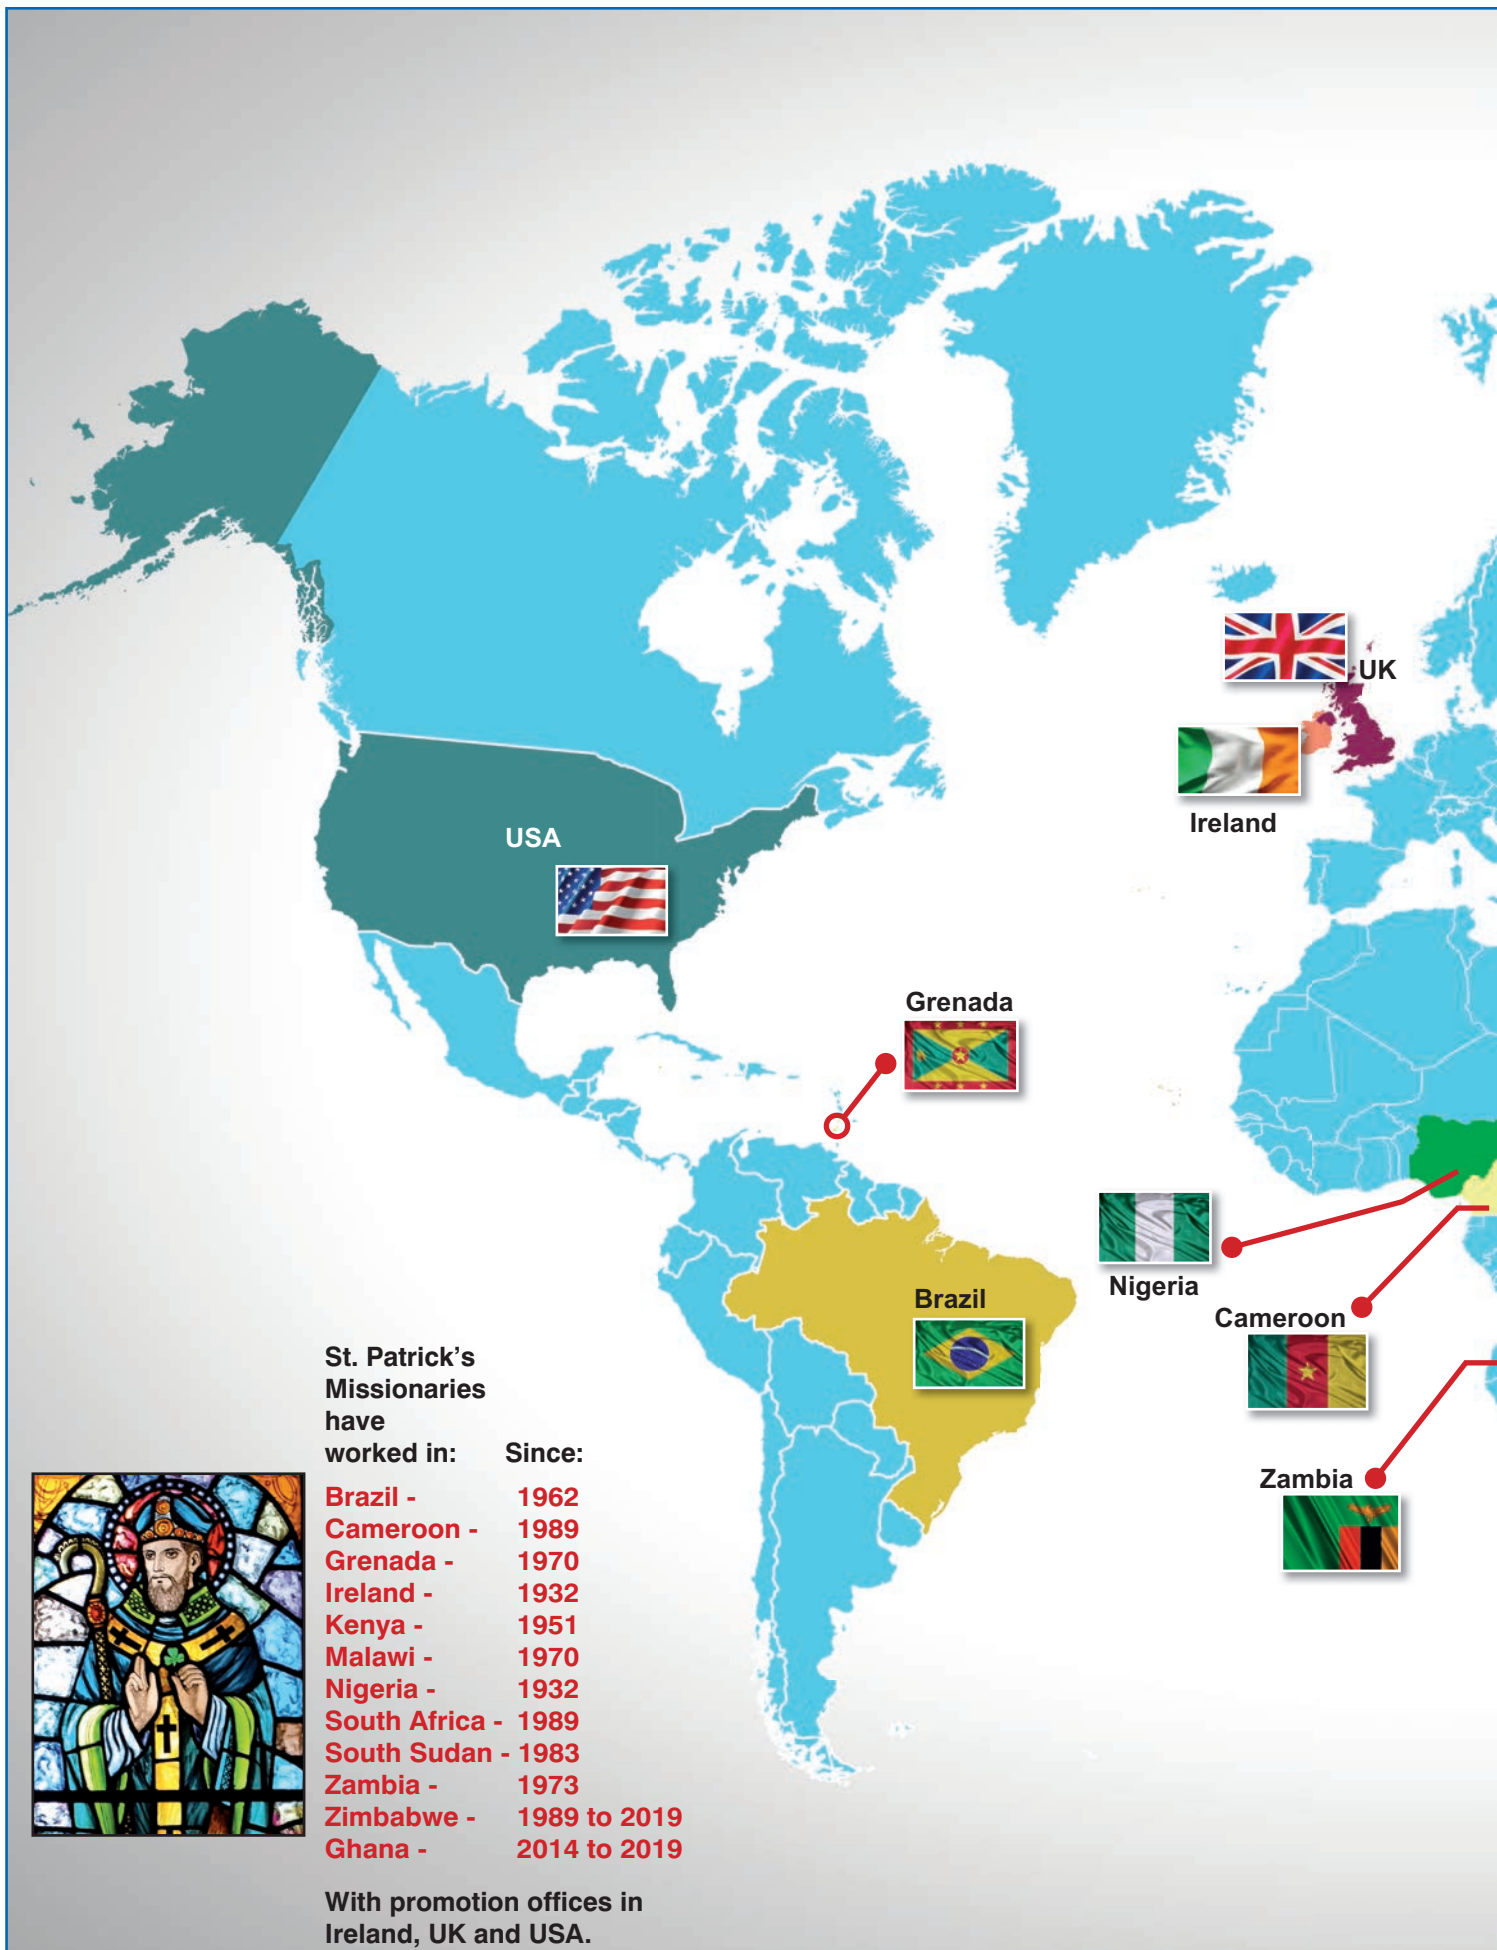 UK
Ireland
USA
Grenada
Nigeria
Brazil
Cameroon
Zambia
St. Patrick's
Missionaries
have
worked in: Since:
Brazil - 1962
Cameroon - 1989
Grenada - 1970
Ireland - 1932
Kenya - 1951
Malawi - 1970
Nigeria - 1932
South Africa - 1989
South Sudan - 1983
Zambia - 1973
Zimbabwe - 1989 to 2019
Ghana - 2014 to 2019
With promotion offices in
Ireland, UK and USA.